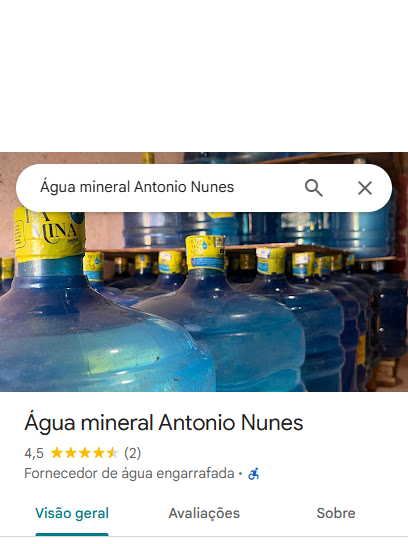 Água mineral Antonio Nunes
DA
MINA
Água mineral Antonio Nunes
4,5 (2)
Fornecedor de água engarrafada ·
Visão geral
Avaliações
Sobre